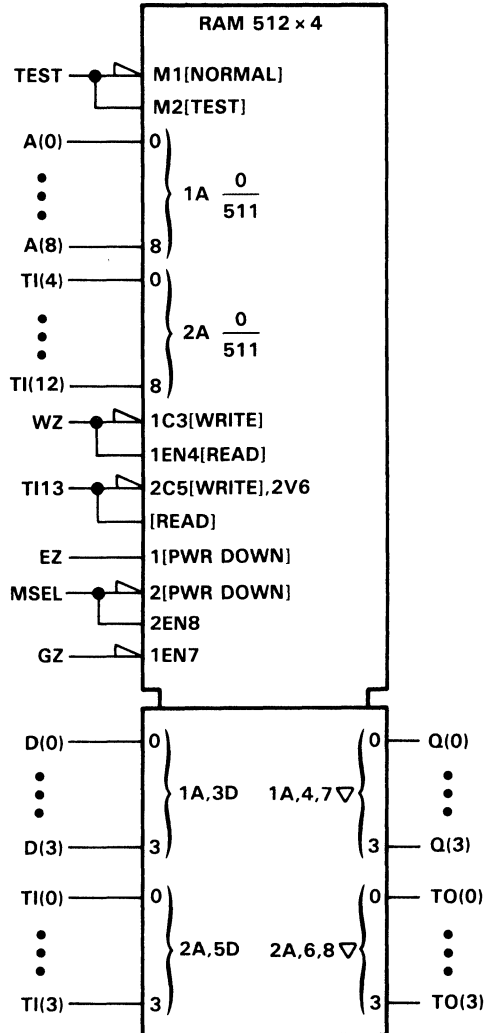 RAM 512 × 4
TEST M1[NORMAL]
M2[TEST]
A(0) 0
1A 0/511
A(8) 8
TI(4) 0
2A 0/511
TI(12) 8
WZ 1C3[WRITE]
1EN4[READ]
TI13 2C5[WRITE],2V6
[READ]
EZ 1[PWR DOWN]
MSEL 2[PWR DOWN]
2EN8
GZ 1EN7
D(0) 0 0 Q(0)
1A,3D 1A,4,7 ▽
D(3) 3 3 Q(3)
TI(0) 0 0 TO(0)
2A,5D 2A,6,8 ▽
TI(3) 3 3 TO(3)